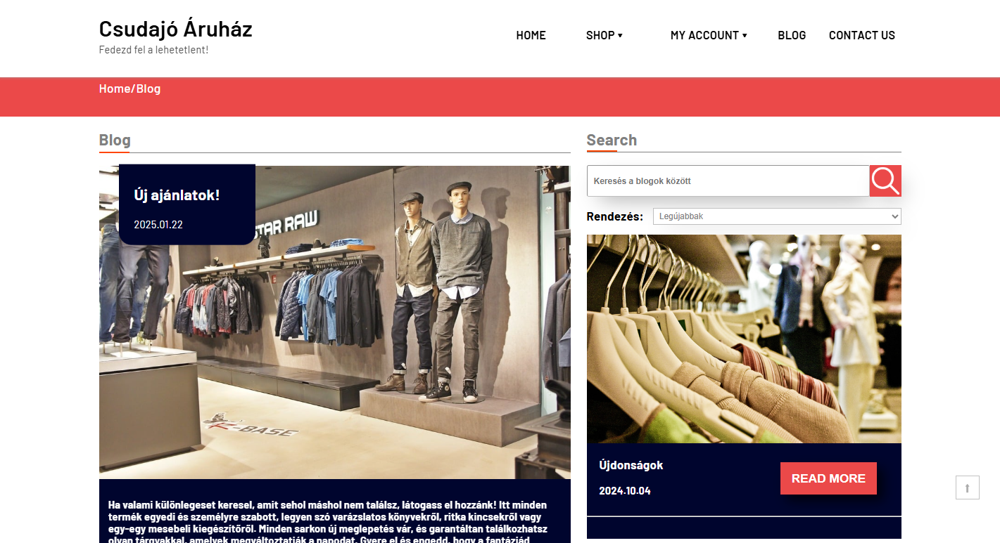 Csudajó Áruház
Fedezd fel a lehetetlent!
HOME SHOP ▾ MY ACCOUNT ▾ BLOG CONTACT US
Home/Blog
Blog
Új ajánlatok!
2025.01.22
STAR RAW
R-BASE
Ha valami különlegeset keresel, amit sehol máshol nem találsz, látogass el hozzánk! Itt minden
termék egyedi és személyre szabott, legyen szó varázslatos könyvekről, ritka kincsekről vagy
egy-egy mesebeli kiegészítőről. Minden sarkon új meglepetés vár, és garantáltan találkozhatsz
olyan tárgyakkal, amelyek megváltoztatják a napodat. Gyere el és engedd, hogy a fantáziád
Search
Keresés a blogok között
Rendezés: Legújabbak
Újdonságok
2024.10.04
READ MORE